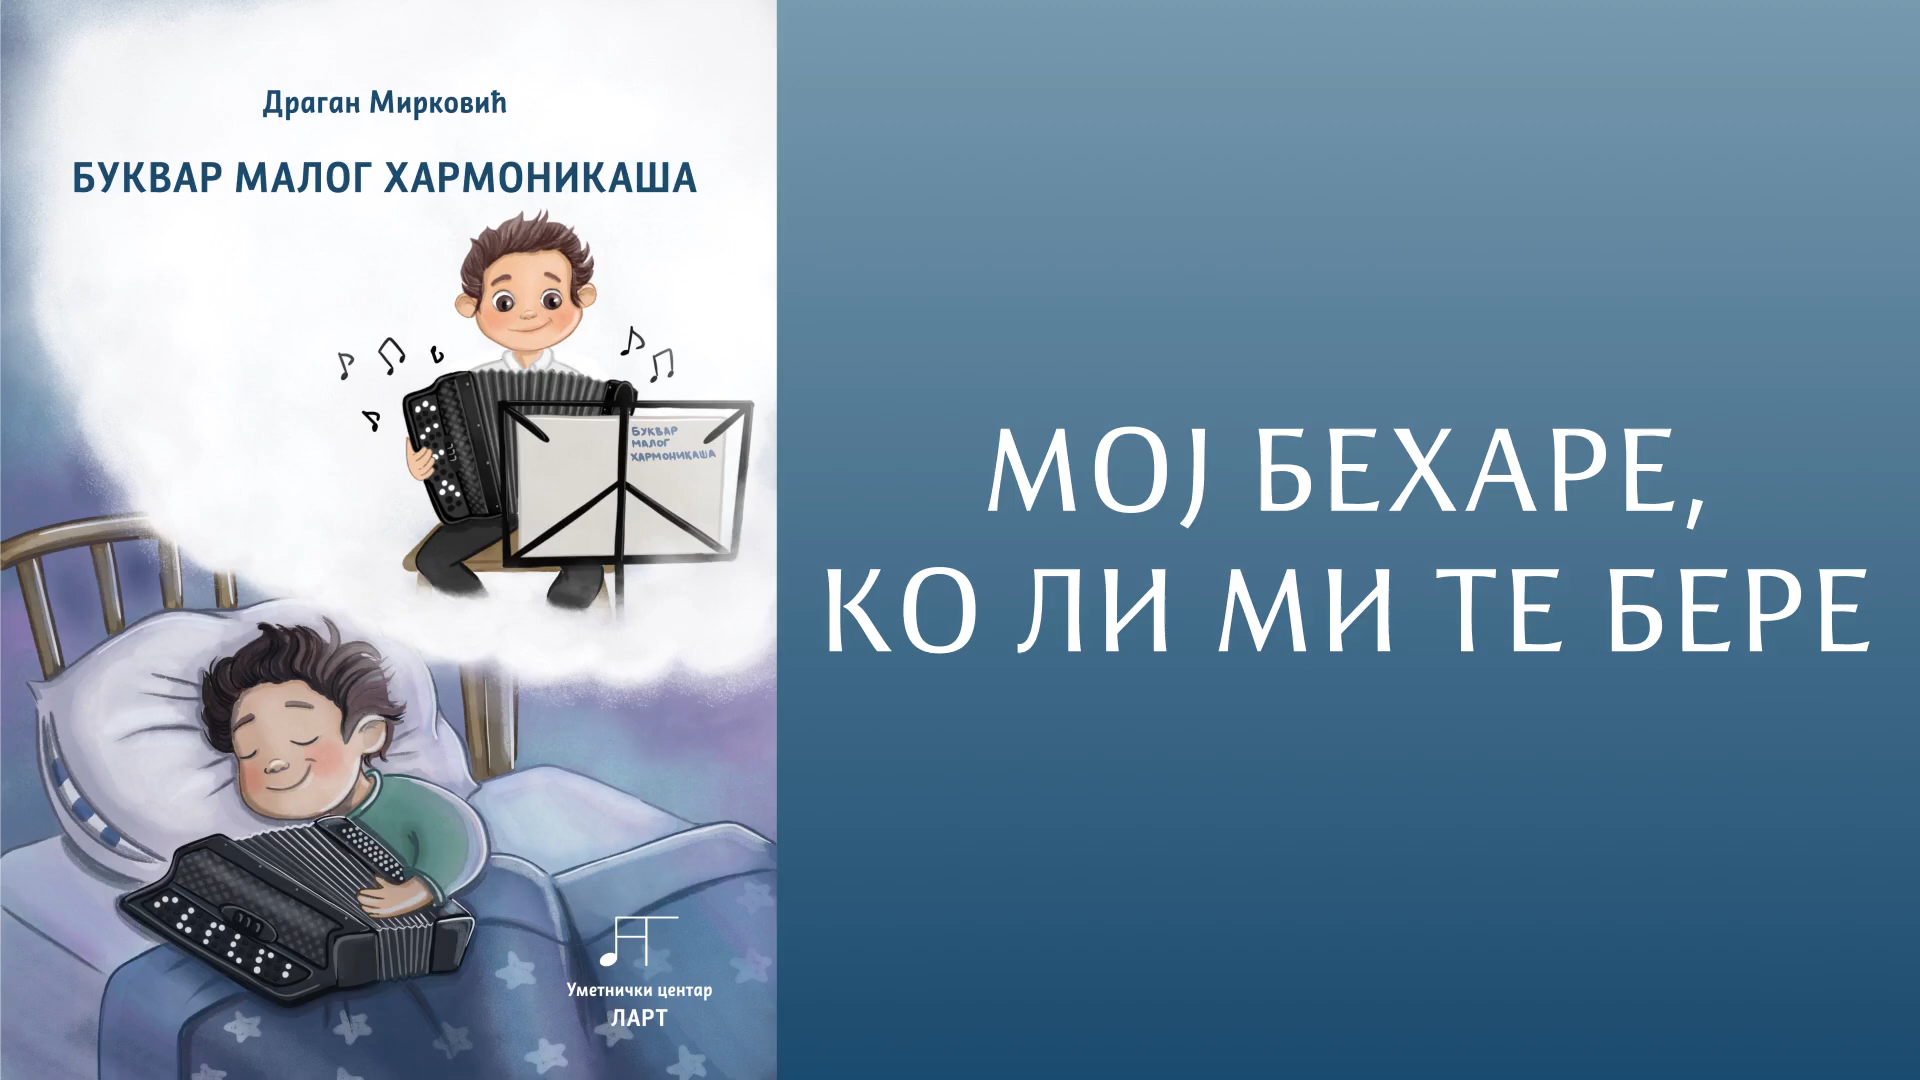 Драган Мирковић
БУКВАР МАЛОГ ХАРМОНИКАША
БУКВАР
МАЛОГ
ХАРМОНИКАША
Уметнички центар
ЛАРТ
МОЈ БЕХАРЕ,
КО ЛИ МИ ТЕ БЕРЕ